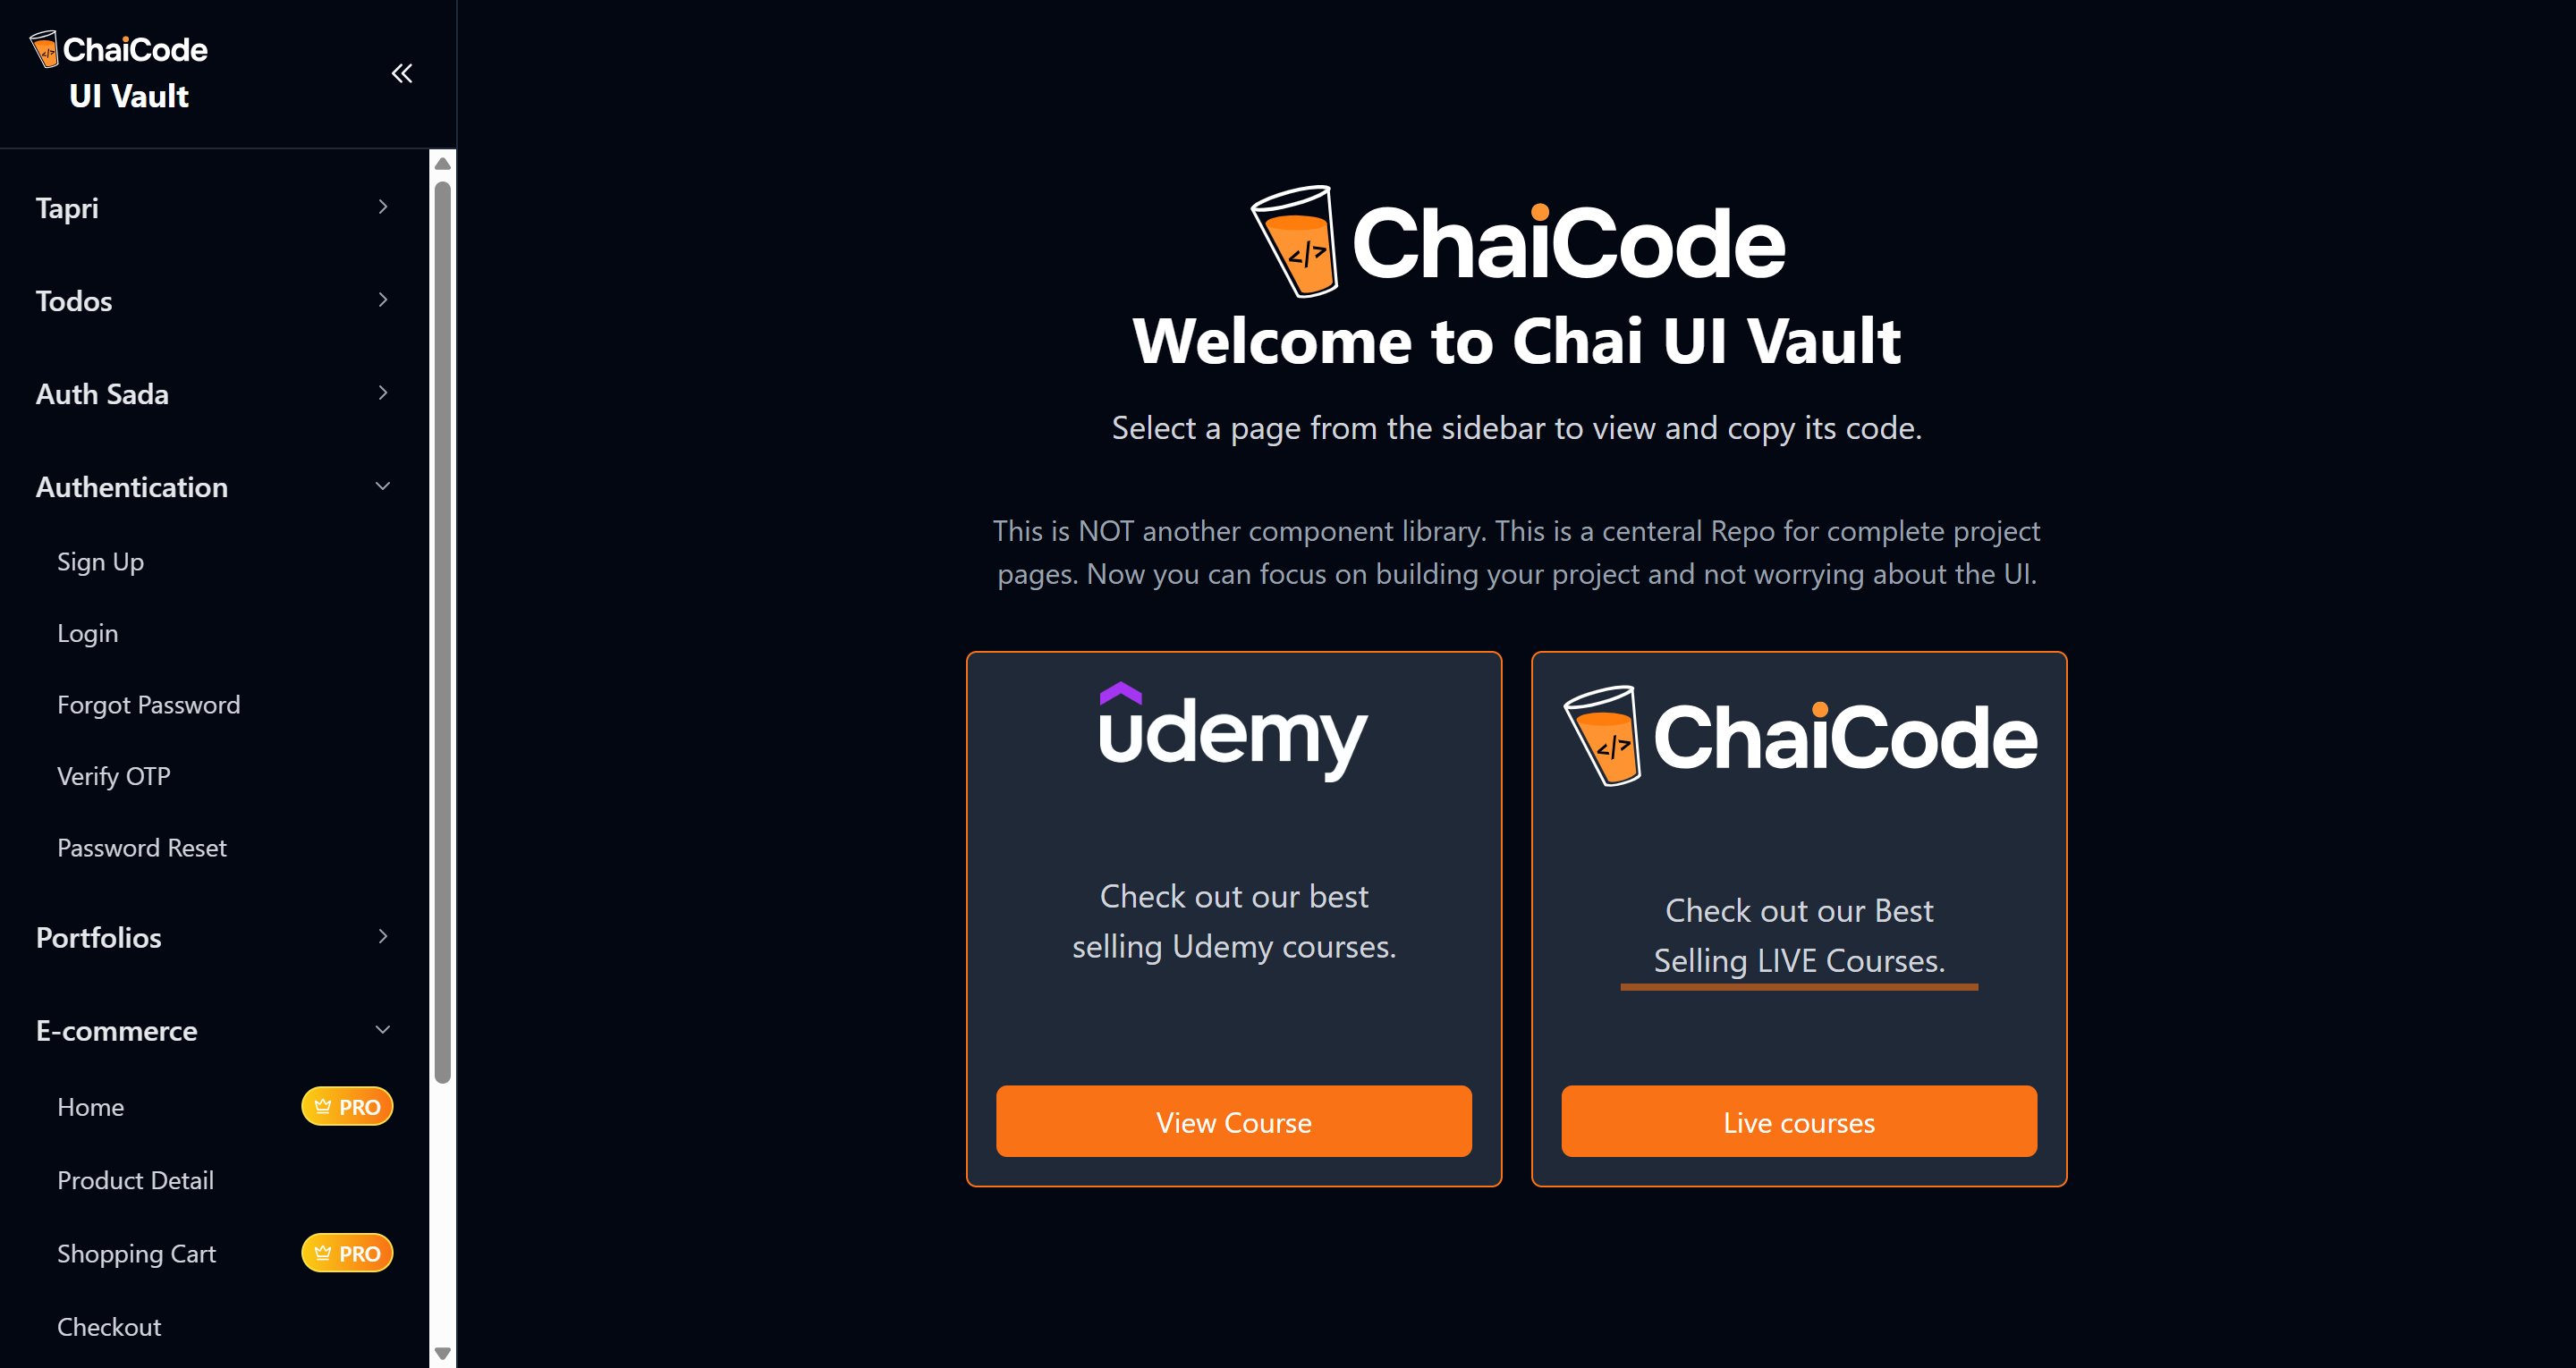 ChaiCode
UI Vault
Tapri
Todos
Auth Sada
Authentication
Sign Up
Login
Forgot Password
Verify OTP
Password Reset
Portfolios
E-commerce
Home
PRO
Product Detail
Shopping Cart
PRO
Checkout
</>
ChaiCode
Welcome to Chai UI Vault
Select a page from the sidebar to view and copy its code.
This is NOT another component library. This is a centeral Repo for complete project
pages. Now you can focus on building your project and not worrying about the UI.
udemy
Check out our best
selling Udemy courses.
View Course
</>
ChaiCode
Check out our Best
Selling LIVE Courses.
Live courses